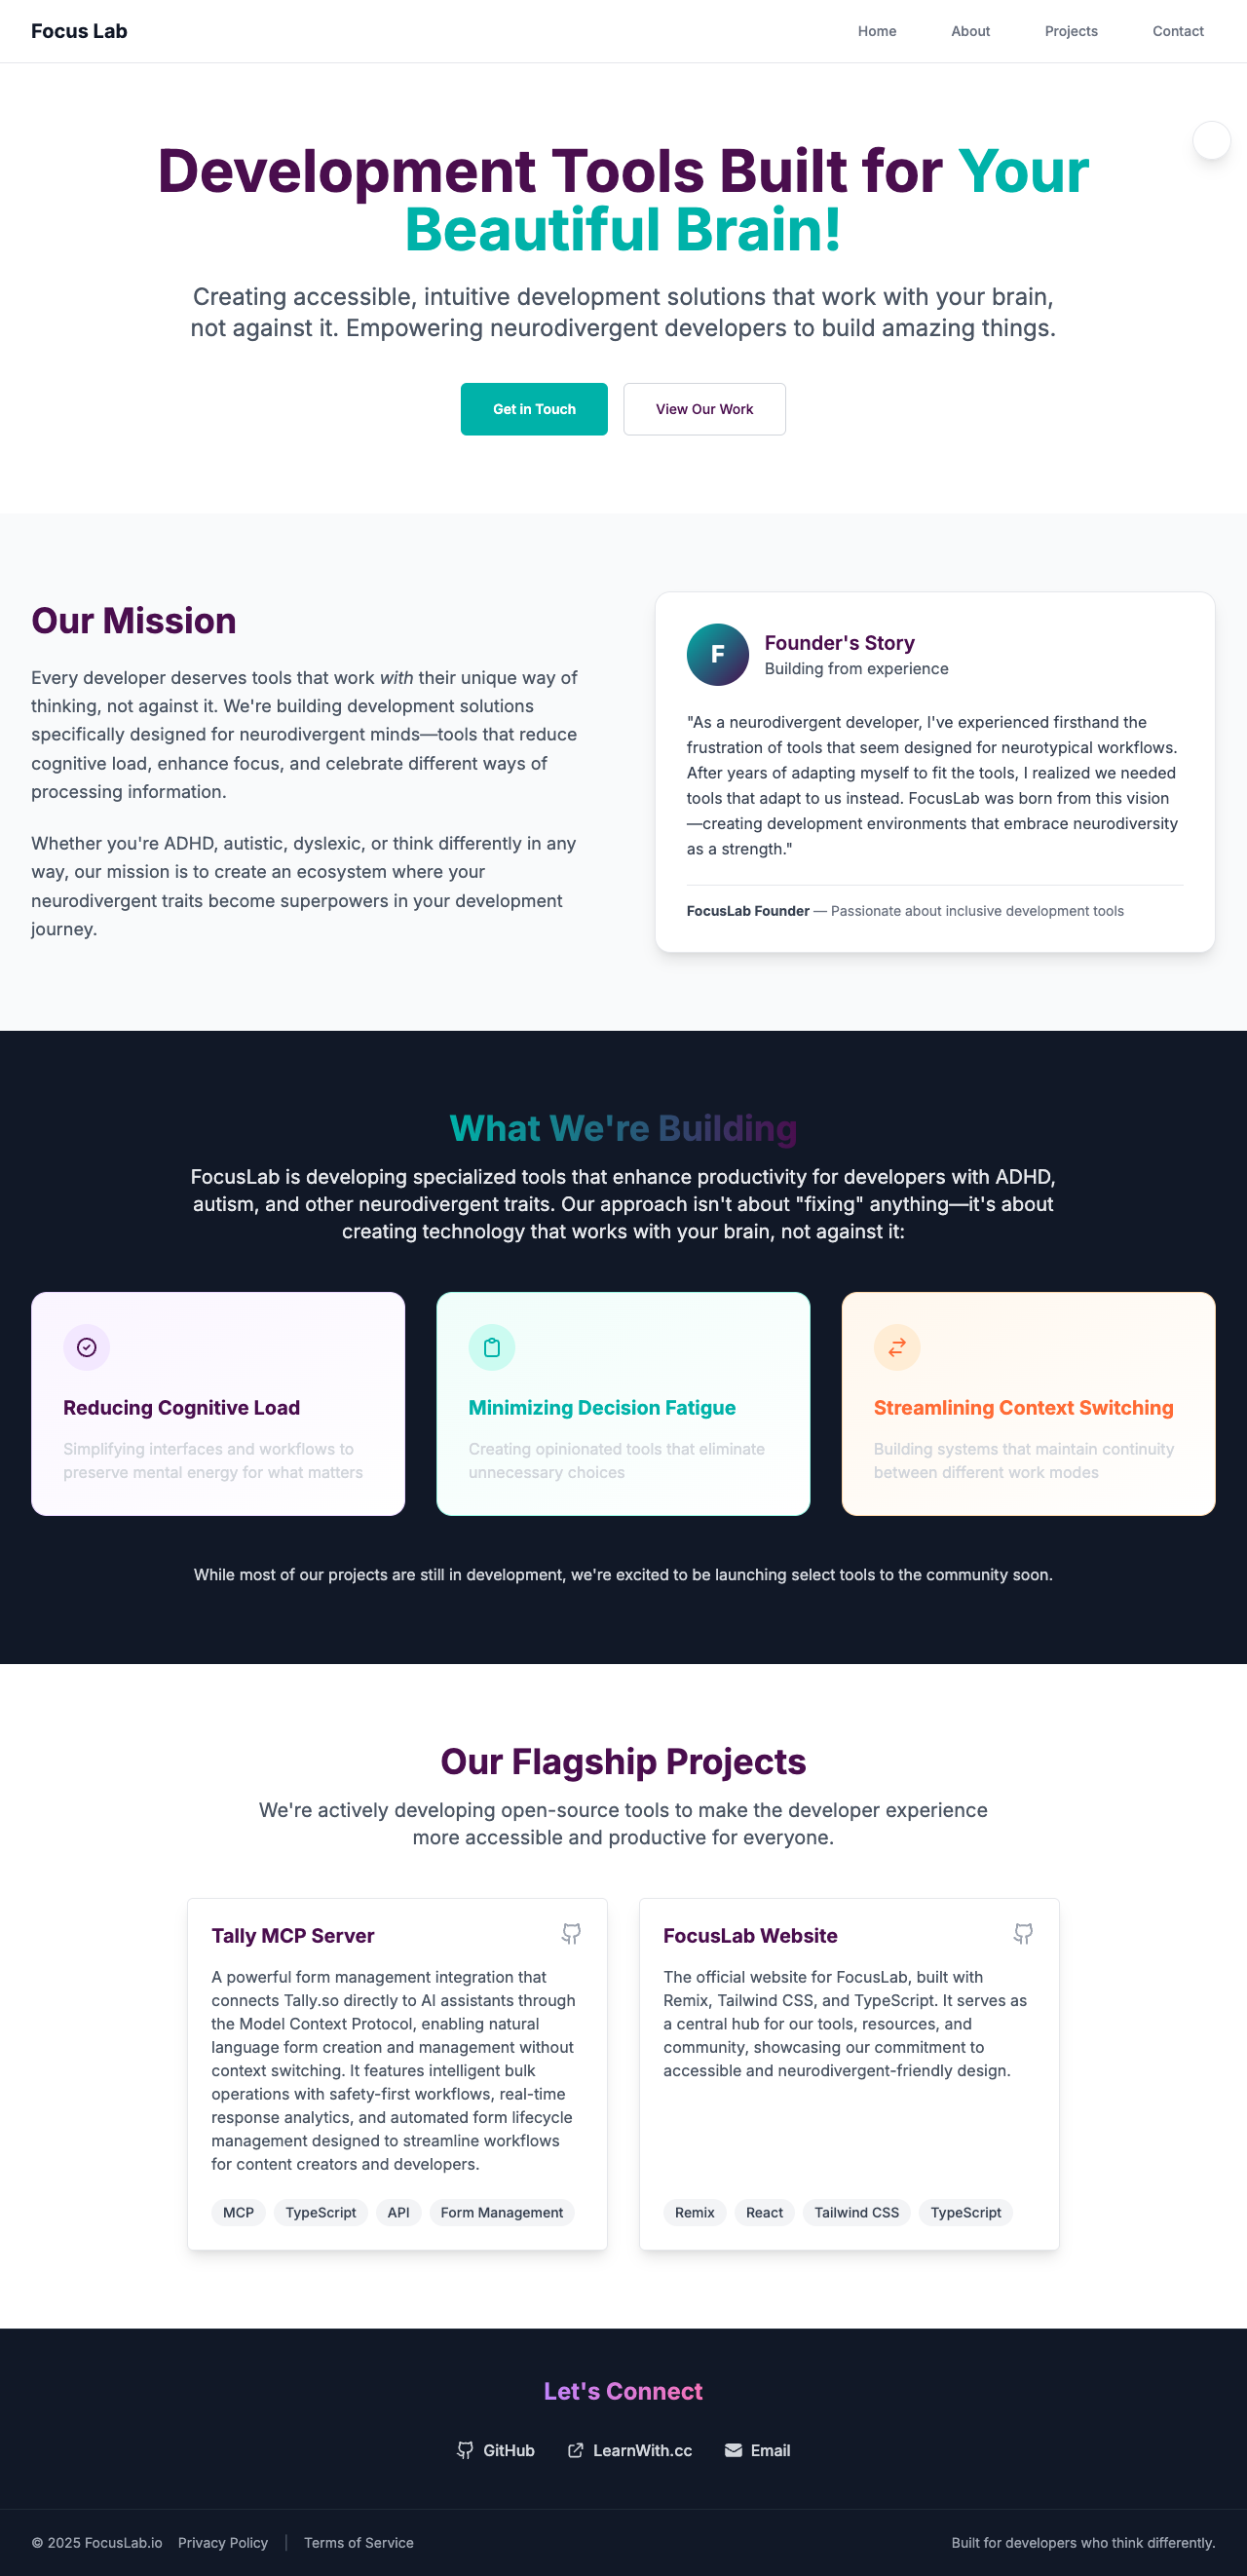 Focus Lab
Home About Projects Contact
Development Tools Built for Your
Beautiful Brain!
Creating accessible, intuitive development solutions that work with your brain,
not against it. Empowering neurodivergent developers to build amazing things.
Get in Touch
View Our Work
Our Mission
Every developer deserves tools that work with their unique way of
thinking, not against it. We're building development solutions
specifically designed for neurodivergent minds—tools that reduce
cognitive load, enhance focus, and celebrate different ways of
processing information.
Whether you're ADHD, autistic, dyslexic, or think differently in any
way, our mission is to create an ecosystem where your
neurodivergent traits become superpowers in your development
journey.
F
Founder's Story
Building from experience
"As a neurodivergent developer, I've experienced firsthand the
frustration of tools that seem designed for neurotypical workflows.
After years of adapting myself to fit the tools, I realized we needed
tools that adapt to us instead. FocusLab was born from this vision
—creating development environments that embrace neurodiversity
as a strength."
FocusLab Founder — Passionate about inclusive development tools
What We're Building
FocusLab is developing specialized tools that enhance productivity for developers with ADHD,
autism, and other neurodivergent traits. Our approach isn't about "fixing" anything—it's about
creating technology that works with your brain, not against it:
Reducing Cognitive Load
Simplifying interfaces and workflows to
preserve mental energy for what matters
Minimizing Decision Fatigue
Creating opinionated tools that eliminate
unnecessary choices
Streamlining Context Switching
Building systems that maintain continuity
between different work modes
While most of our projects are still in development, we're excited to be launching select tools to the community soon.
Our Flagship Projects
We're actively developing open-source tools to make the developer experience
more accessible and productive for everyone.
Tally MCP Server
A powerful form management integration that
connects Tally.so directly to AI assistants through
the Model Context Protocol, enabling natural
language form creation and management without
context switching. It features intelligent bulk
operations with safety-first workflows, real-time
response analytics, and automated form lifecycle
management designed to streamline workflows
for content creators and developers.
MCP TypeScript API Form Management
FocusLab Website
The official website for FocusLab, built with
Remix, Tailwind CSS, and TypeScript. It serves as
a central hub for our tools, resources, and
community, showcasing our commitment to
accessible and neurodivergent-friendly design.
Remix React Tailwind CSS TypeScript
Let's Connect
GitHub LearnWith.cc Email
© 2025 FocusLab.io Privacy Policy | Terms of Service
Built for developers who think differently.